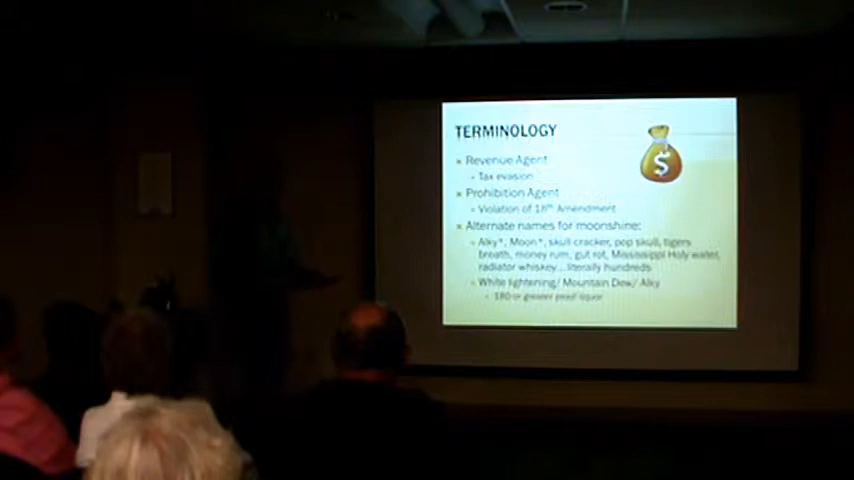 TERMINOLOGY
$
Revenue Agent
Tax evasion
Prohibition Agent
Violation of 18th Amendment
Alternate names for moonshine:
Alky*, Moon*, skull cracker, pop skull, tigers
breath, money rum, gut rot, Mississippi Holy water,
radiator whiskey...literally hundreds
White lightening/ Mountain Dew/ Alky
180 or greater proof liquor